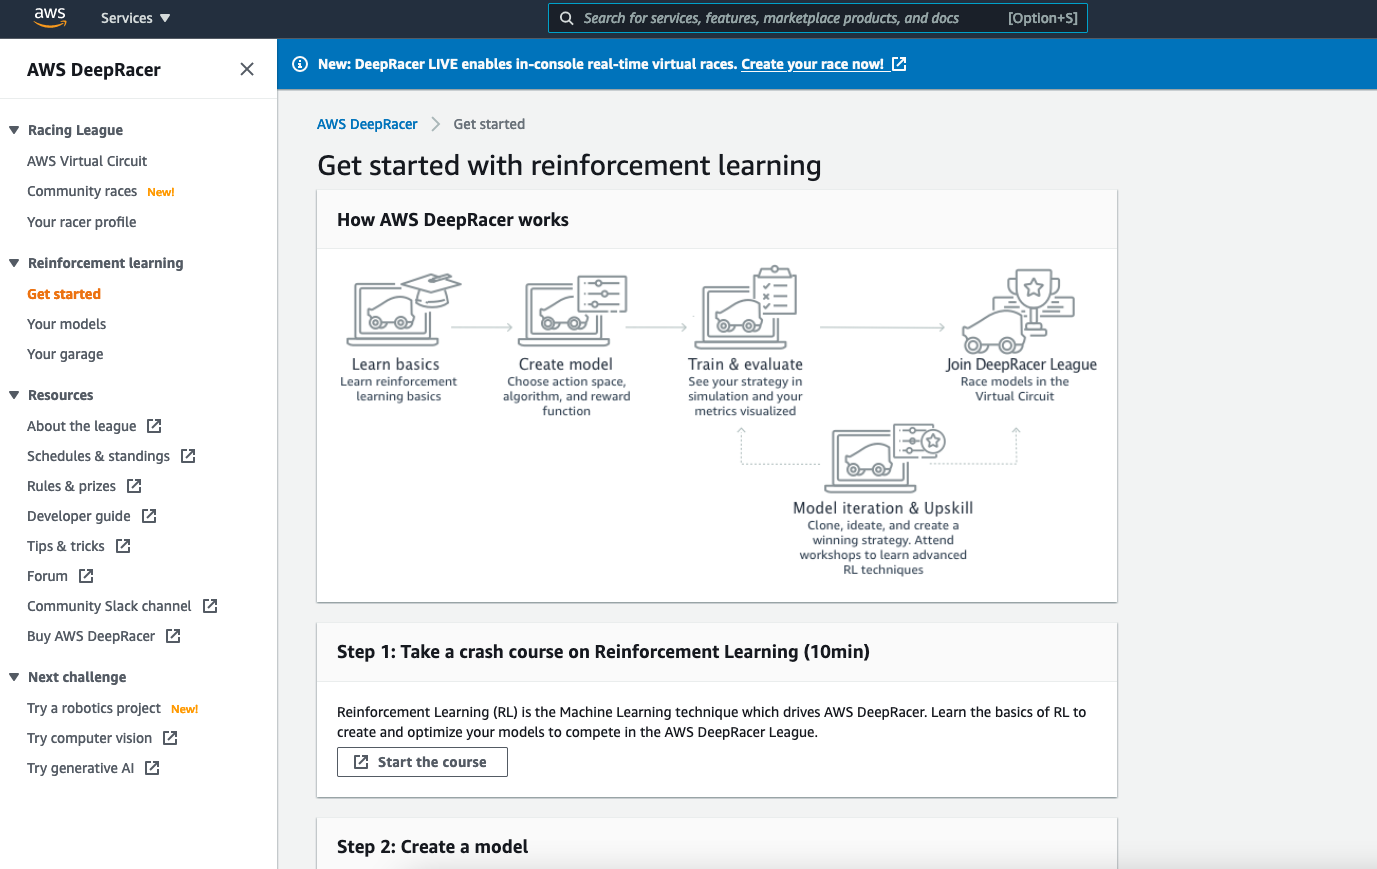 aws
Services
Search for services, features, marketplace products, and docs
[Option+S]
AWS DeepRacer
Racing League
AWS Virtual Circuit
Community races New!
Your racer profile
Reinforcement learning
Get started
Your models
Your garage
Resources
About the league
Schedules & standings
Rules & prizes
Developer guide
Tips & tricks
Forum
Community Slack channel
Buy AWS DeepRacer
Next challenge
Try a robotics project New!
Try computer vision
Try generative AI
New: DeepRacer LIVE enables in-console real-time virtual races. Create your race now!
AWS DeepRacer
Get started
Get started with reinforcement learning
How AWS DeepRacer works
Learn basics
Learn reinforcement
learning basics
Create model
Choose action space,
algorithm, and reward
function
Train & evaluate
See your strategy in
simulation and your
metrics visualized
Join DeepRacer League
Race models in the
Virtual Circuit
Model iteration & Upskill
Clone, ideate, and create a
winning strategy. Attend
workshops to learn advanced
RL techniques
Step 1: Take a crash course on Reinforcement Learning (10min)
Reinforcement Learning (RL) is the Machine Learning technique which drives AWS DeepRacer. Learn the basics of RL to
create and optimize your models to compete in the AWS DeepRacer League.
Start the course
Step 2: Create a model